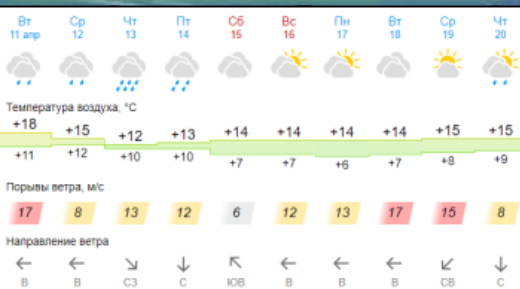 Вт Ср Чт Пт Сб Вс Пн Вт Ср Чт
11 апр 12 13 14 15 16 17 18 19 20
Температура воздуха, °C
+18 +15 +12 +13 +14 +14 +14 +14 +15 +15
+11 +12 +10 +10 +7 +7 +6 +7 +8 +9
Порывы ветра, м/с
17 8 13 12 6 12 13 17 15 8
Направление ветра
← ← ↘ ↓ ↖ ← ← ← ↙ ↓
В В СЗ С ЮВ В В В СВ С